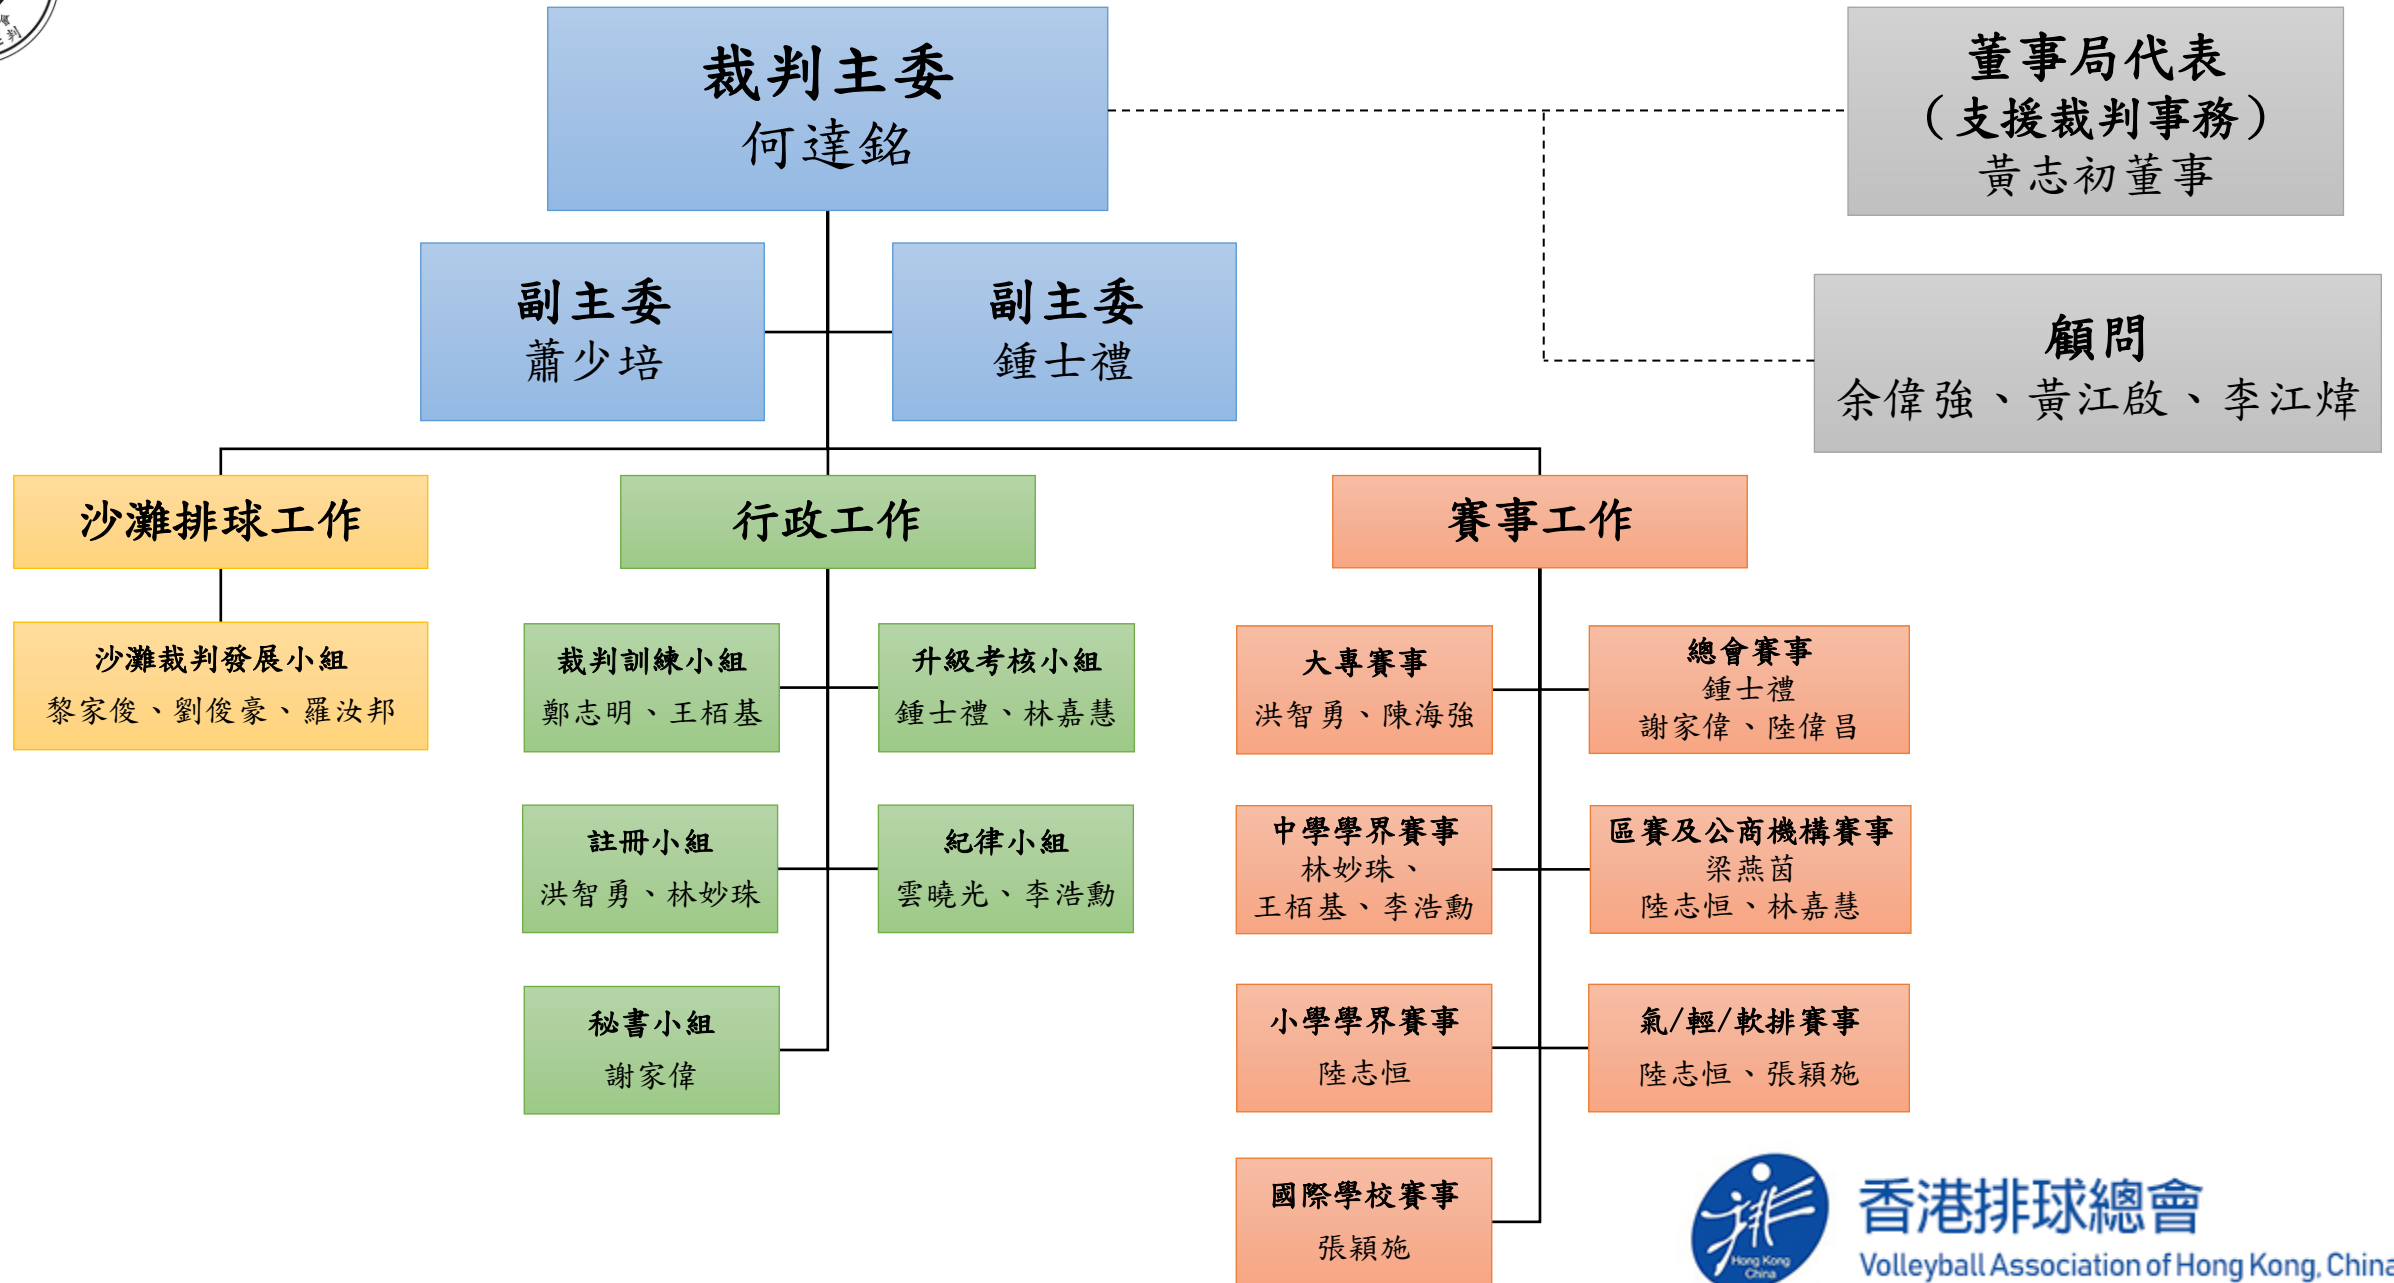 會
判
裁判主委
何達銘
董事局代表
(支援裁判事務)
黃志初董事
副主委
蕭少培
副主委
鍾士禮
顧問
余偉強、黃江啟、李江煒
沙灘排球工作
行政工作
賽事工作
沙灘裁判發展小組
黎家俊、劉俊豪、羅汝邦
裁判訓練小組
鄭志明、王栢基
升級考核小組
鍾士禮、林嘉慧
大專賽事
洪智勇、陳海強
總會賽事
鍾士禮
謝家偉、陸偉昌
註冊小組
洪智勇、林妙珠
紀律小組
雲曉光、李浩勳
中學學界賽事
林妙珠、
王栢基、李浩勳
區賽及公商機構賽事
梁燕茵
陸志恒、林嘉慧
秘書小組
謝家偉
小學學界賽事
陸志恒
氣/輕/軟排賽事
陸志恒、張穎施
國際學校賽事
張穎施
排
Hong Kong
China
香港排球總會
Volleyball Association of Hong Kong, China